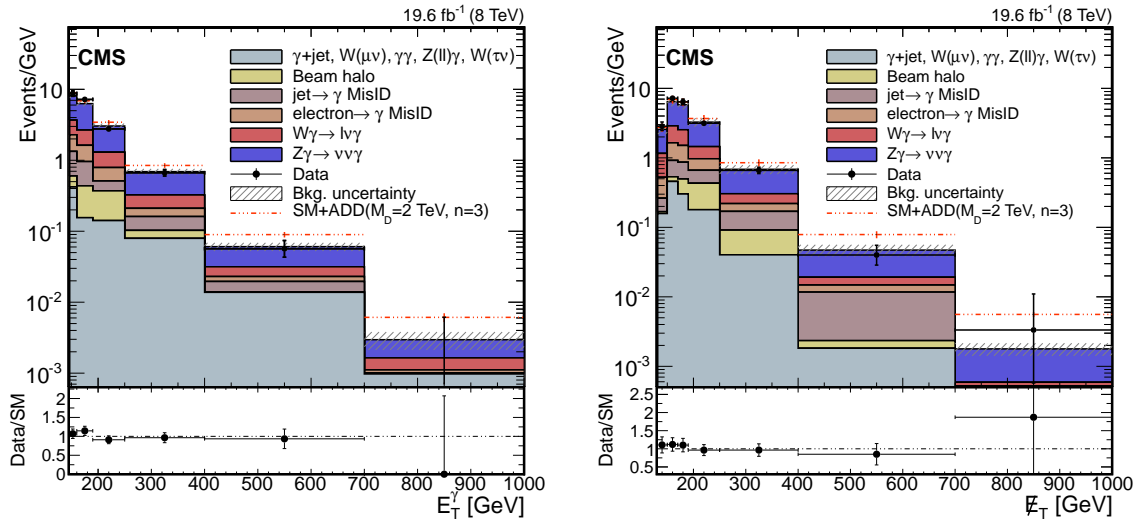 19.6 fb⁻¹ (8 TeV)
CMS
Events/GeV
γ+jet, W(μν), γγ, Z(ll)γ, W(τν)
Beam halo
jet→ γ MisID
electron→ γ MisID
Wγ→ lνγ
Zγ→ ννγ
Data
Bkg. uncertainty
SM+ADD(M_D=2 TeV, n=3)
10
1
10⁻¹
10⁻²
10⁻³
Data/SM
2
1.5
1
0.5
0
200 300 400 500 600 700 800 900 1000
E_T^γ [GeV]
19.6 fb⁻¹ (8 TeV)
CMS
Events/GeV
γ+jet, W(μν), γγ, Z(ll)γ, W(τν)
Beam halo
jet→ γ MisID
electron→ γ MisID
Wγ→ lνγ
Zγ→ ννγ
Data
Bkg. uncertainty
SM+ADD(M_D=2 TeV, n=3)
10
1
10⁻¹
10⁻²
10⁻³
Data/SM
2.5
2
1.5
1
0.5
200 300 400 500 600 700 800 900 1000
E̸_T [GeV]